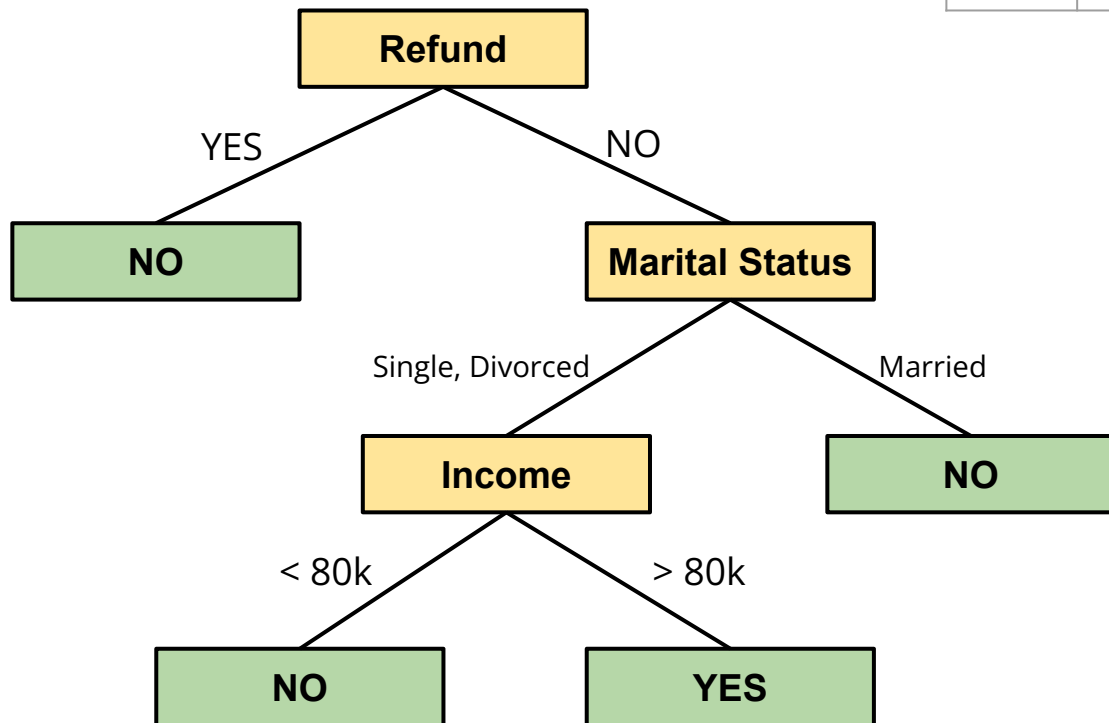 Refund
YES
NO
NO
Marital Status
Single, Divorced
Married
Income
NO
< 80k
> 80k
NO
YES